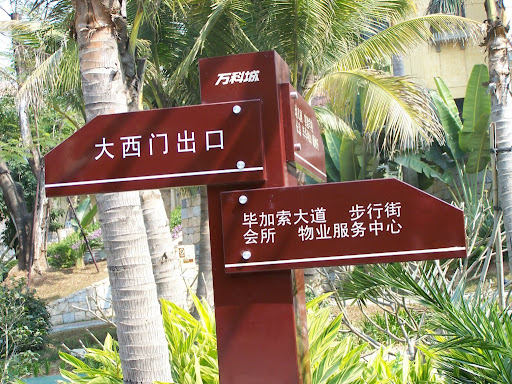 万科城
大西门出口
毕加索大道 步行街
会所 物业服务中心